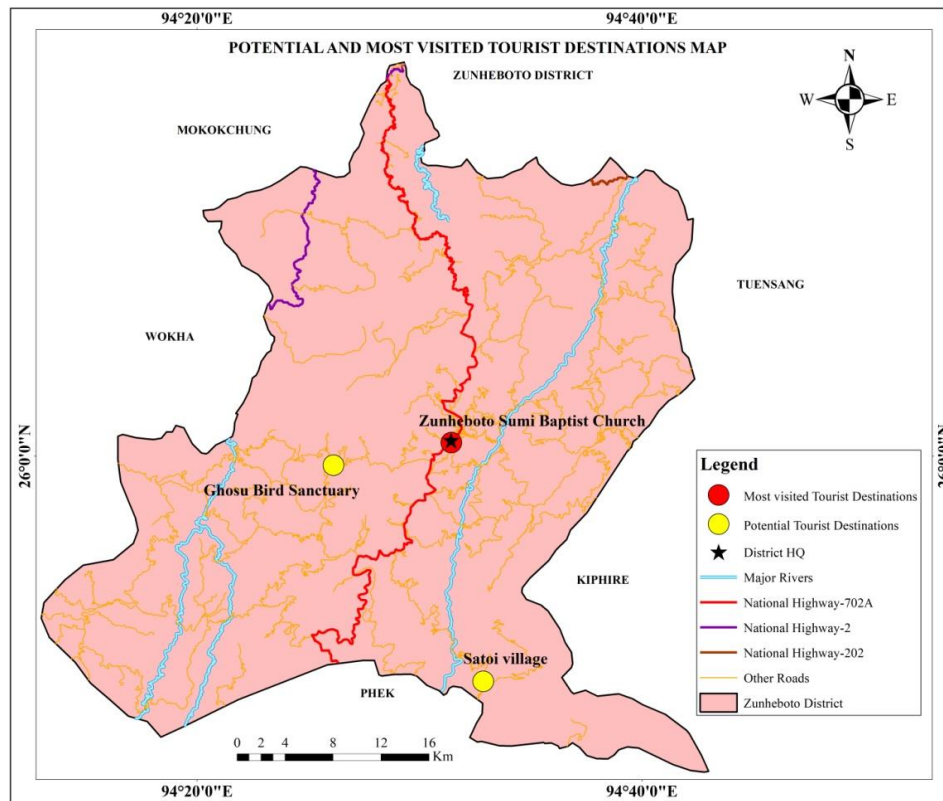 94°20'0"E 94°40'0"E
POTENTIAL AND MOST VISITED TOURIST DESTINATIONS MAP
ZUNHEBOTO DISTRICT
N
W E
S
MOKOKCHUNG
TUENSANG
WOKHA
Zunheboto Sumi Baptist Church
26°0'0"N 26°0'0"N
Ghosu Bird Sanctuary
Legend
Most visited Tourist Destinations
Potential Tourist Destinations
District HQ
Major Rivers
National Highway-702A
National Highway-2
National Highway-202
Other Roads
Zunheboto District
KIPHIRE
Satoi village
PHEK
0 2 4 8 12 16
Km
94°20'0"E 94°40'0"E